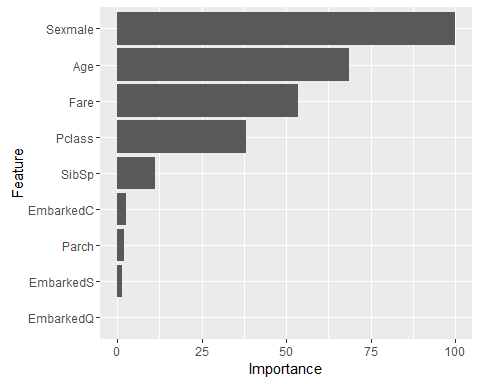 Sexmale
Age
Fare
Pclass
SibSp
EmbarkedC
Parch
EmbarkedS
EmbarkedQ
Feature
0 25 50 75 100
Importance